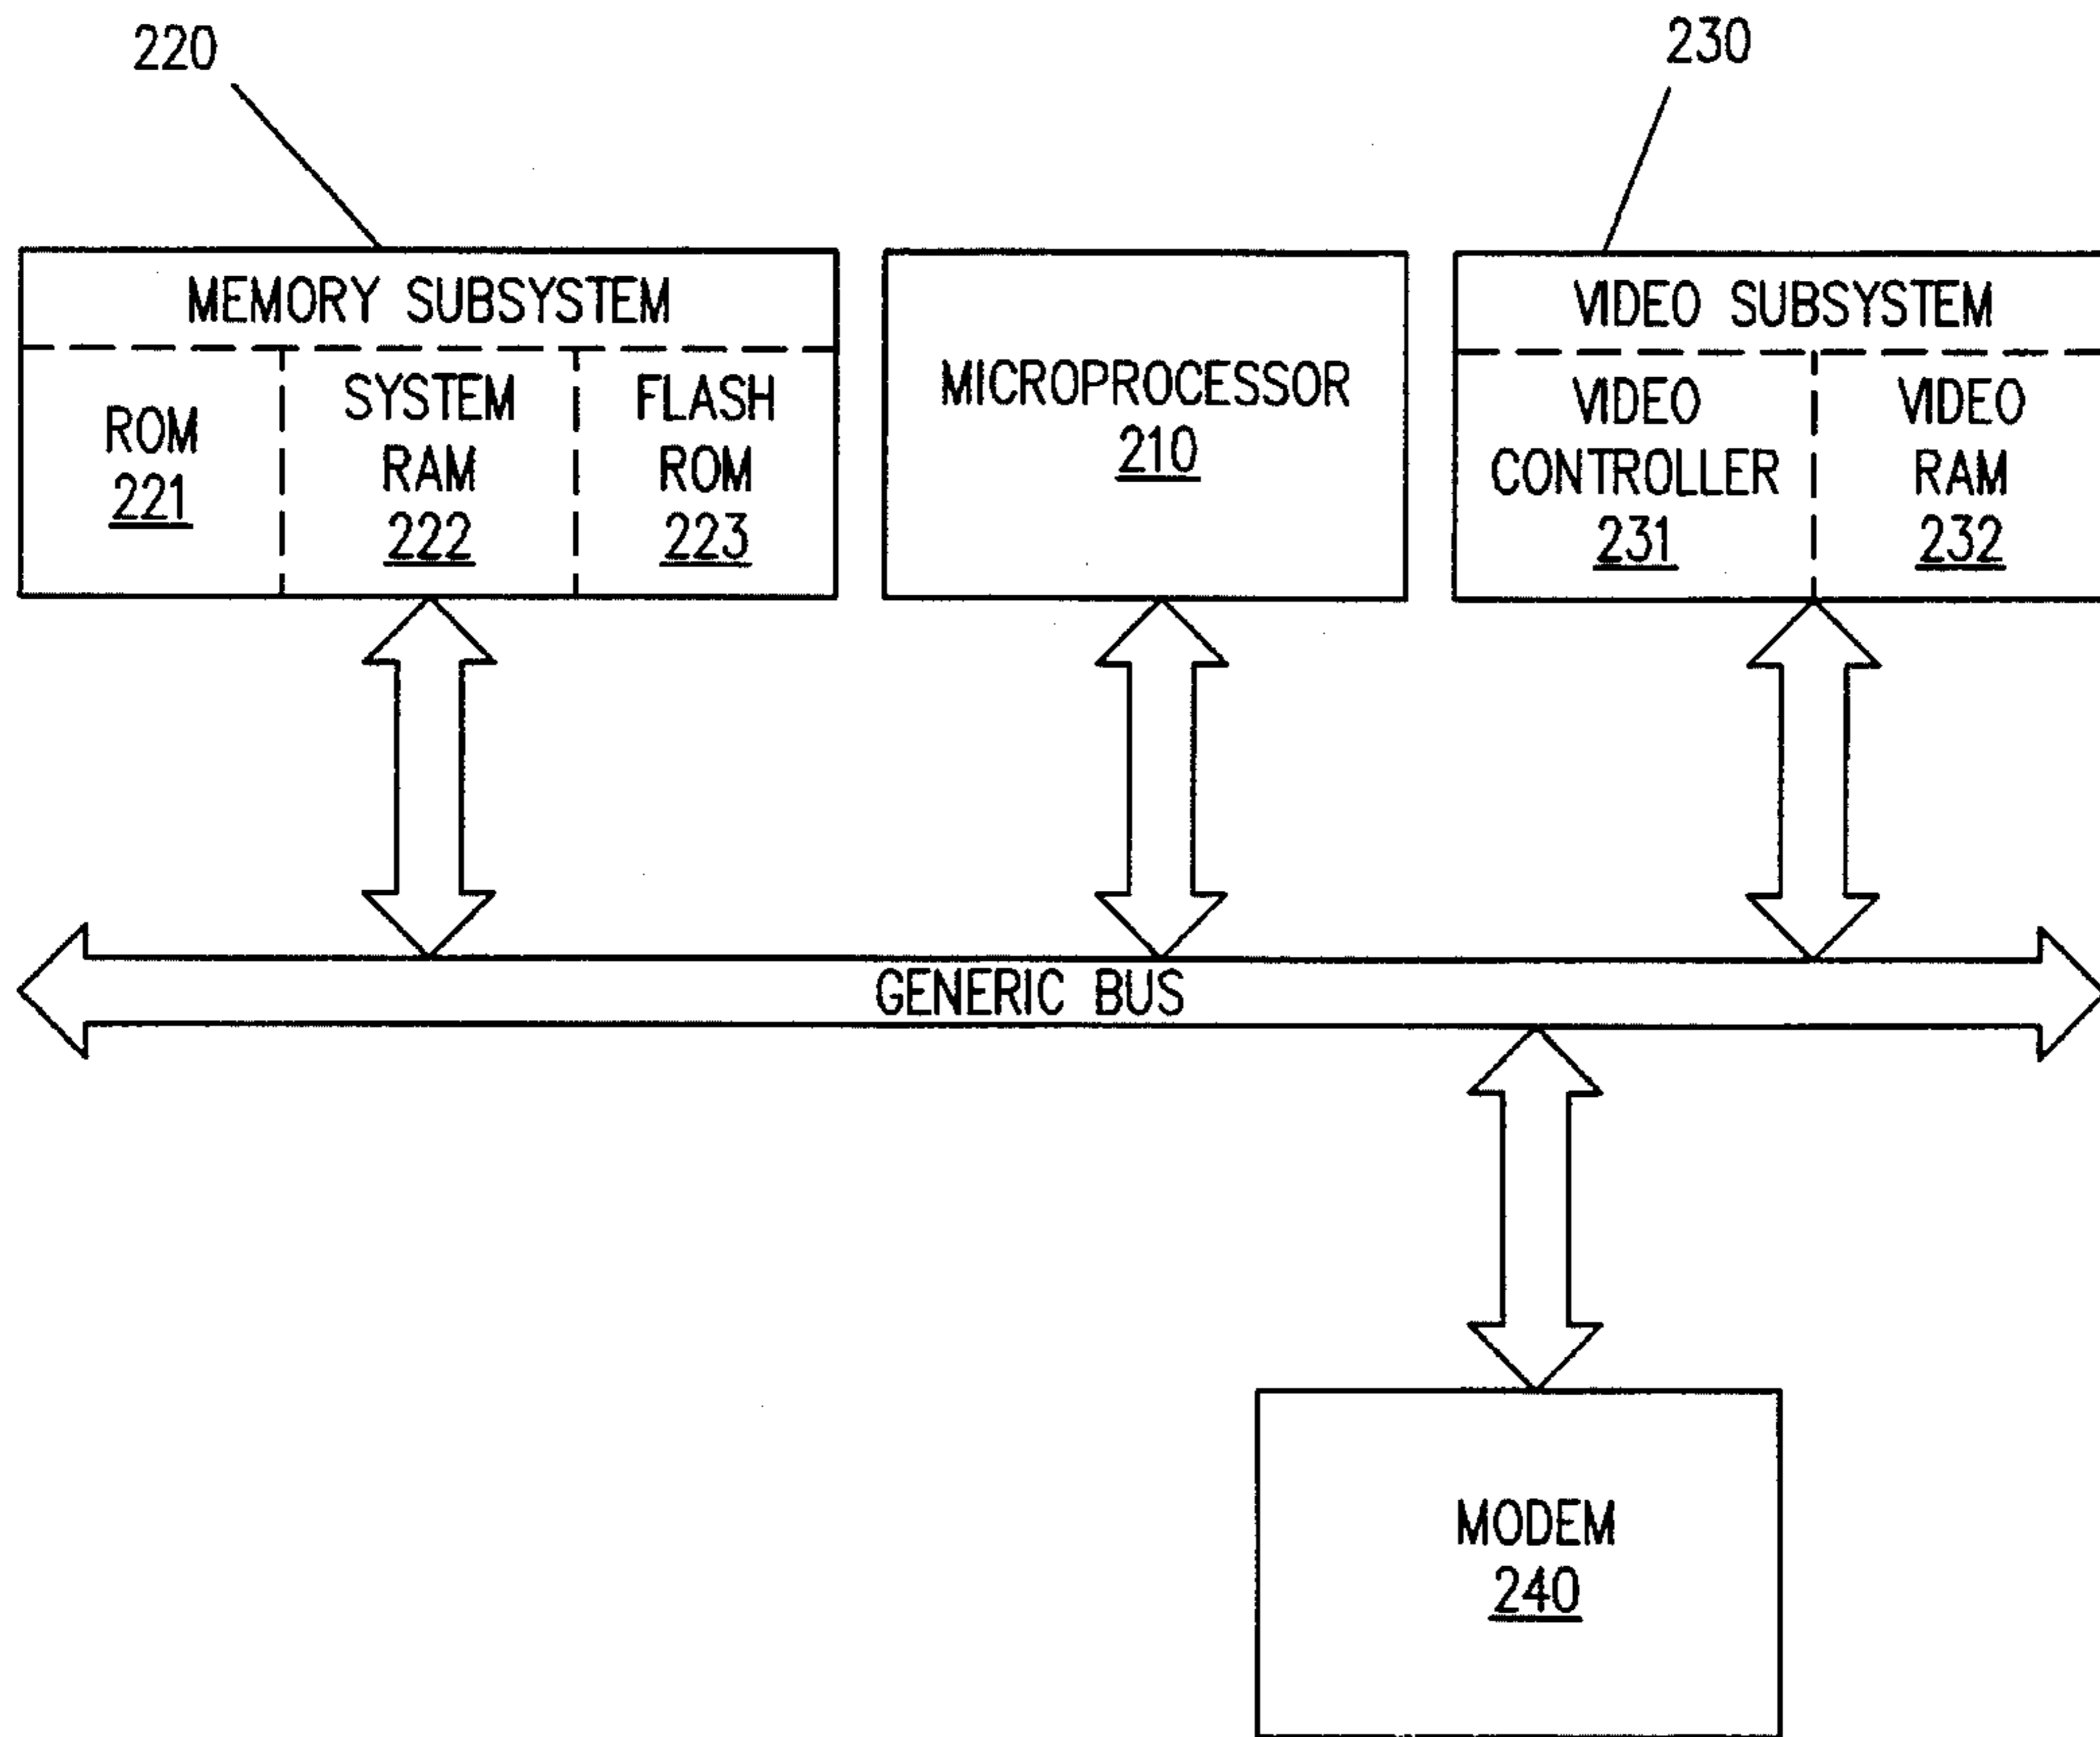 220
230
MEMORY SUBSYSTEM
ROM
221
SYSTEM
RAM
222
FLASH
ROM
223
MICROPROCESSOR
210
VIDEO SUBSYSTEM
VIDEO
CONTROLLER
231
VIDEO
RAM
232
GENERIC BUS
MODEM
240